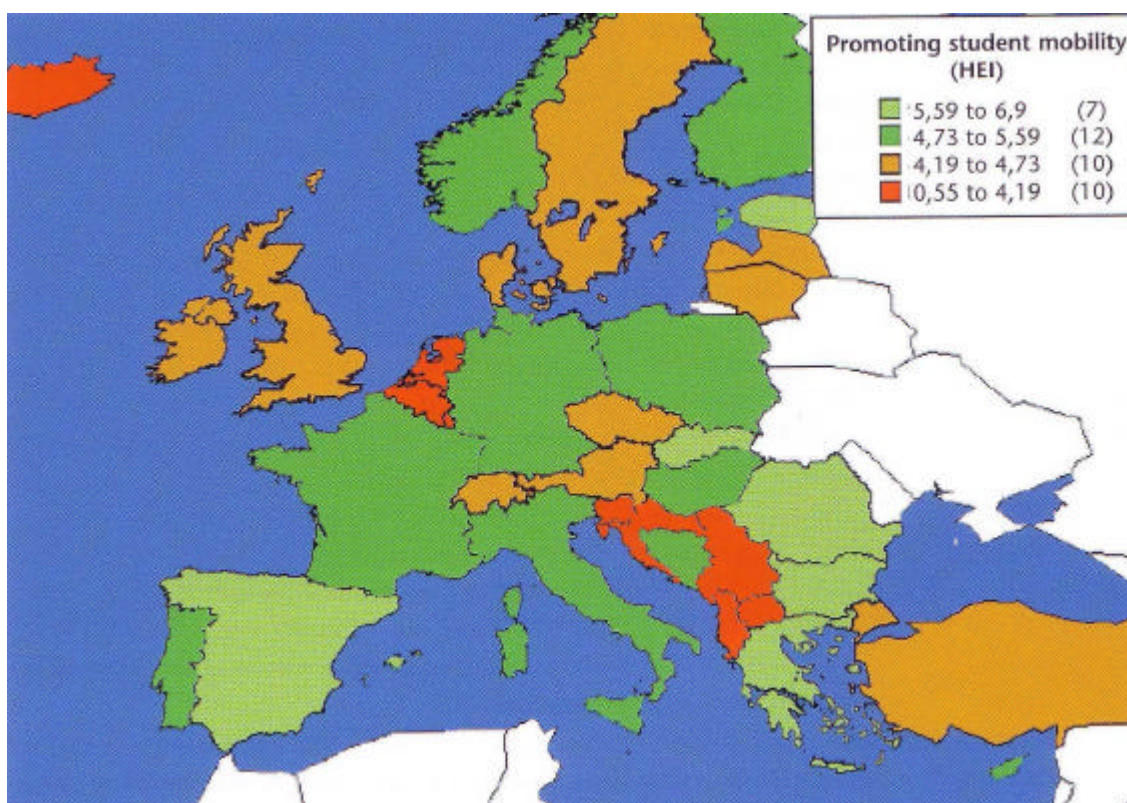 Promoting student mobility
(HEI)
5,59 to 6,9 (7)
4,73 to 5,59 (12)
4,19 to 4,73 (10)
0,55 to 4,19 (10)